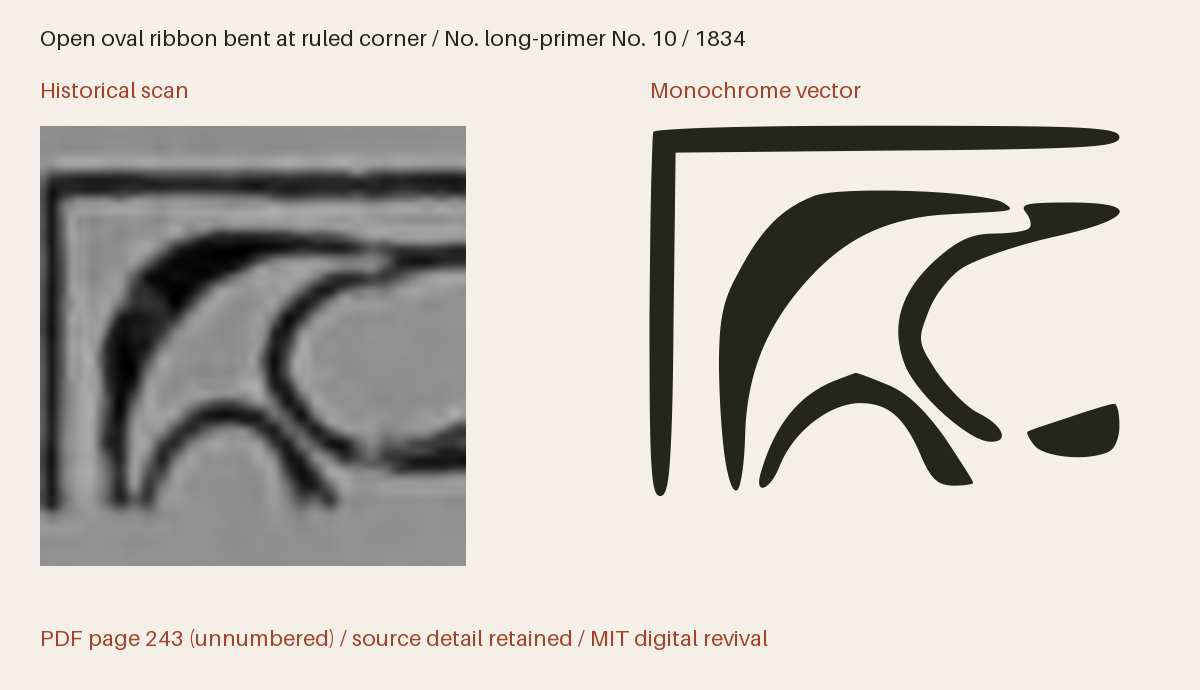 Open oval ribbon bent at ruled corner / No. long-primer No. 10 / 1834
Historical scan
Monochrome vector
PDF page 243 (unnumbered) / source detail retained / MIT digital revival